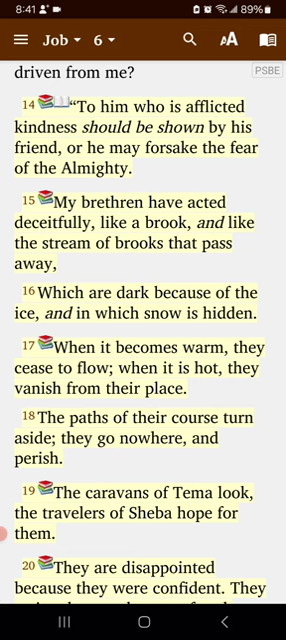 8:41
89%
Job
6
AA
driven from me?
PSBE
14 “To him who is afflicted
kindness should be shown by his
friend, or he may forsake the fear
of the Almighty.
15 My brethren have acted
deceitfully, like a brook, and like
the stream of brooks that pass
away,
16 Which are dark because of the
ice, and in which snow is hidden.
17 When it becomes warm, they
cease to flow; when it is hot, they
vanish from their place.
18 The paths of their course turn
aside; they go nowhere, and
perish.
19 The caravans of Tema look,
the travelers of Sheba hope for
them.
20 They are disappointed
because they were confident. They